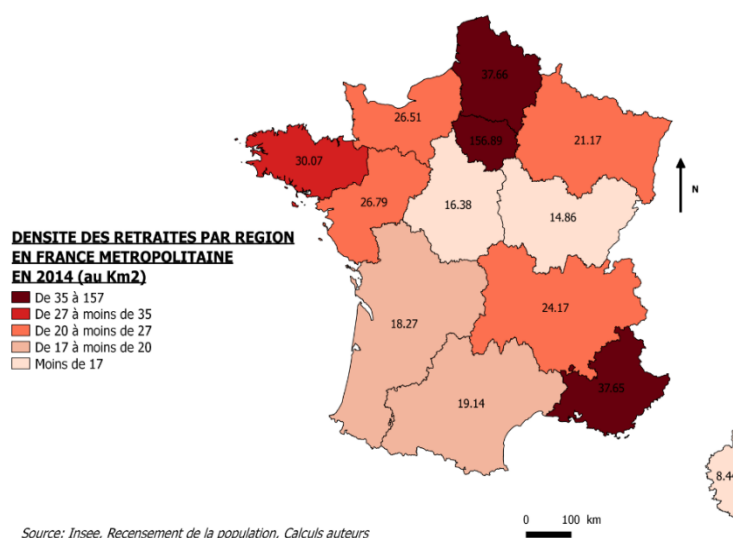 37.66
26.51
156.89
21.17
30.07
N
26.79
16.38
14.86
DENSITE DES RETRAITES PAR REGION
EN FRANCE METROPOLITAINE
EN 2014 (au Km2)
De 35 à 157
De 27 à moins de 35
De 20 à moins de 27
De 17 à moins de 20
Moins de 17
24.17
18.27
37.65
19.14
8.44
0 100 km
Source: Insee, Recensement de la population, Calculs auteurs